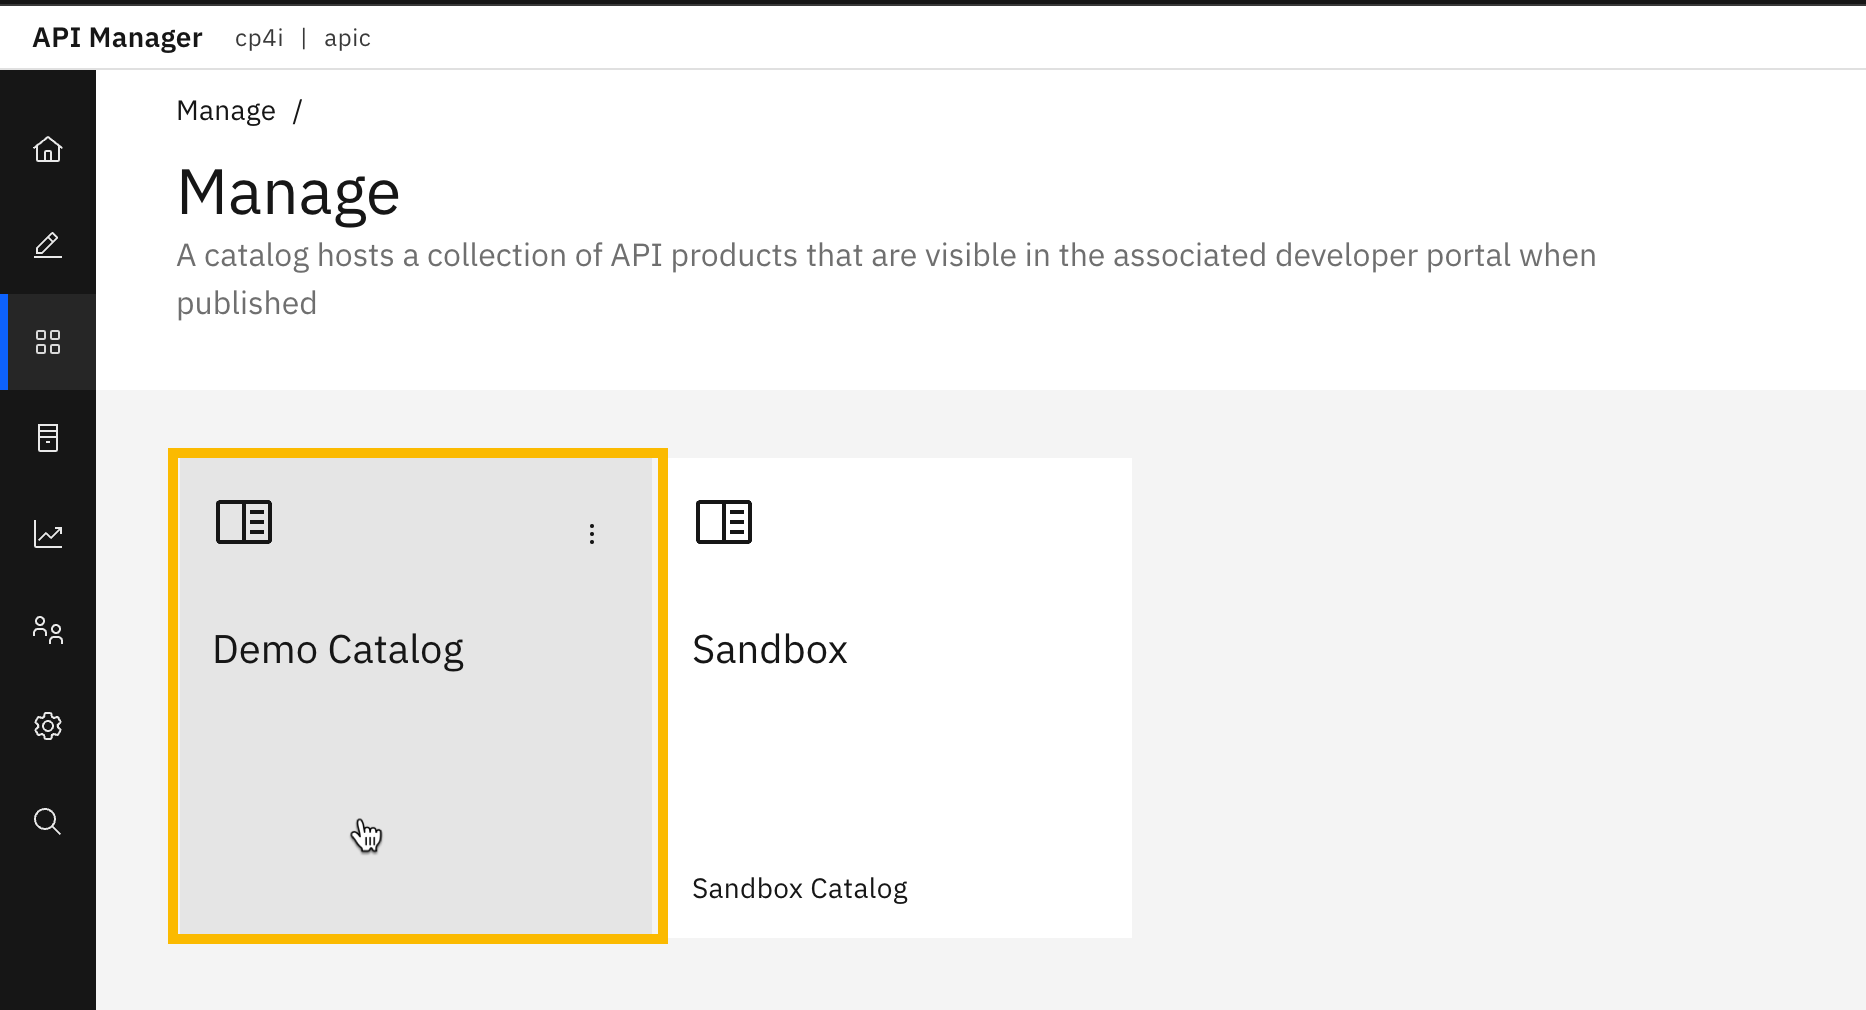 API Manager cp4i | apic
Manage /
Manage
A catalog hosts a collection of API products that are visible in the associated developer portal when
published
Demo Catalog
Sandbox
Sandbox Catalog